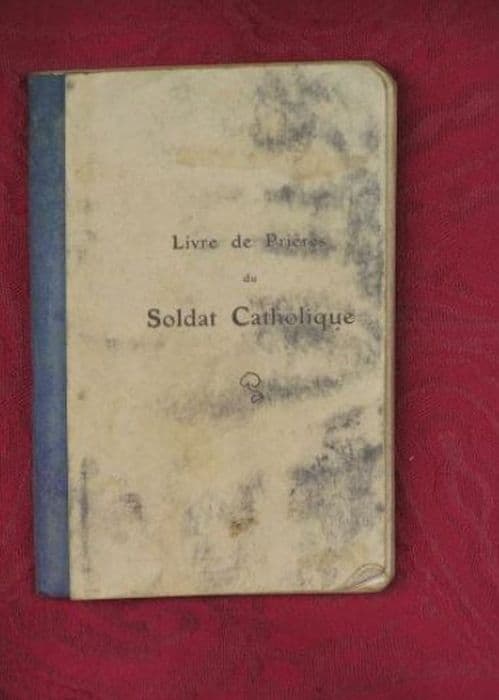 Livre de Prières
du
Soldat Catholique